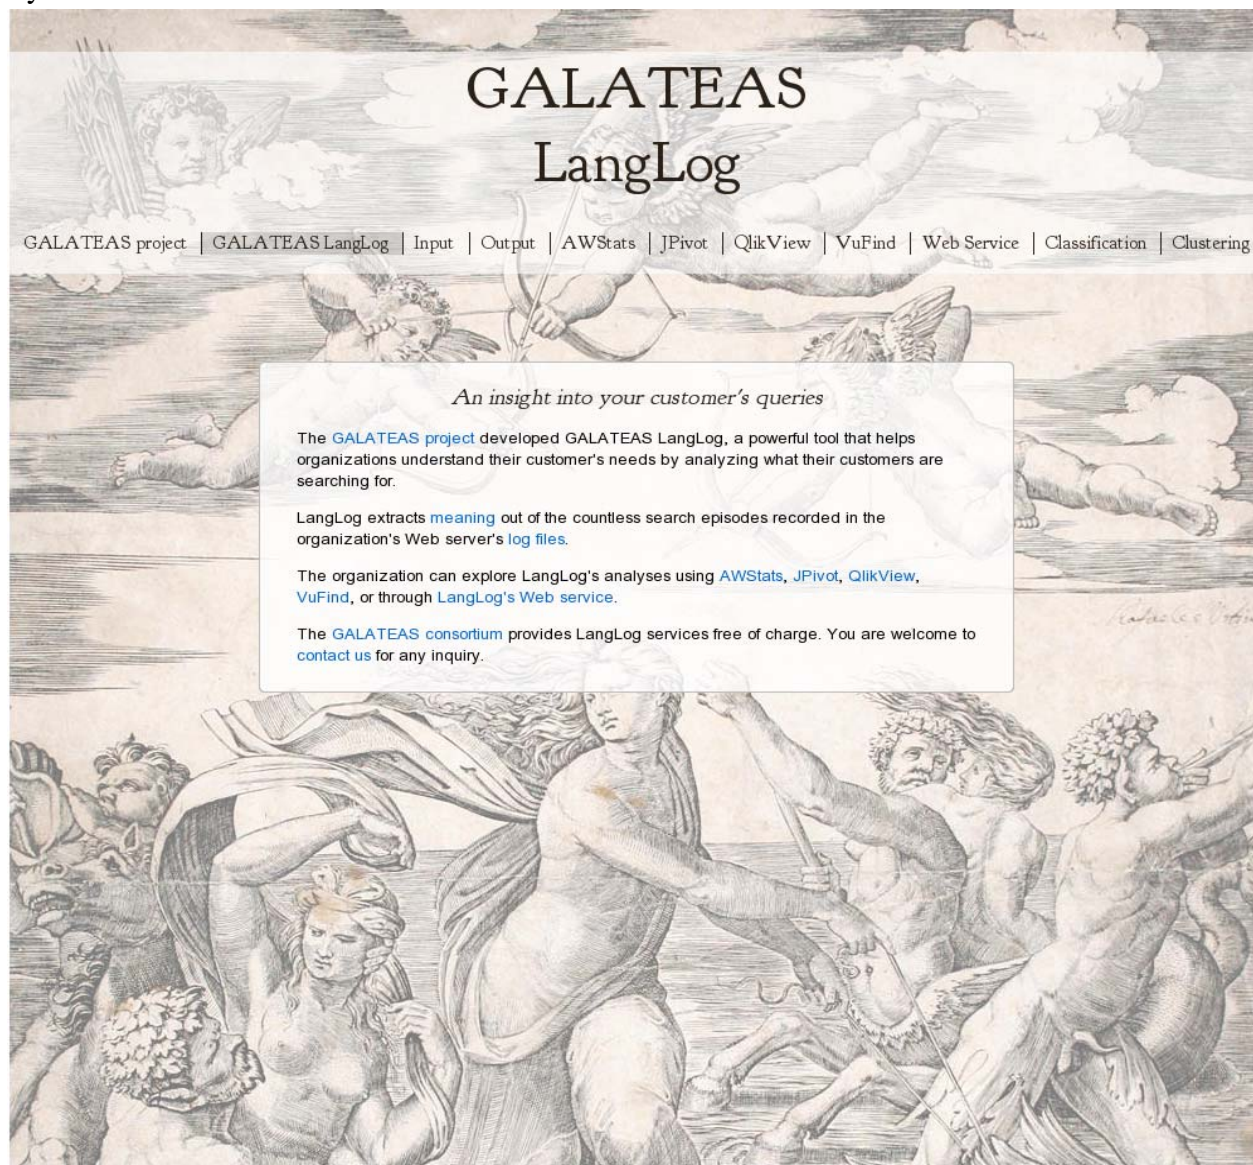 GALATEAS
LangLog
GALATEAS project | GALATEAS LangLog | Input | Output | AWStats | JPivot | QlikView | VuFind | Web Service | Classification | Clustering
An insight into your customer's queries
The GALATEAS project developed GALATEAS LangLog, a powerful tool that helps
organizations understand their customer's needs by analyzing what their customers are
searching for.
LangLog extracts meaning out of the countless search episodes recorded in the
organization's Web server's log files.
The organization can explore LangLog's analyses using AWStats, JPivot, QlikView,
VuFind, or through LangLog's Web service.
The GALATEAS consortium provides LangLog services free of charge. You are welcome to
contact us for any inquiry.